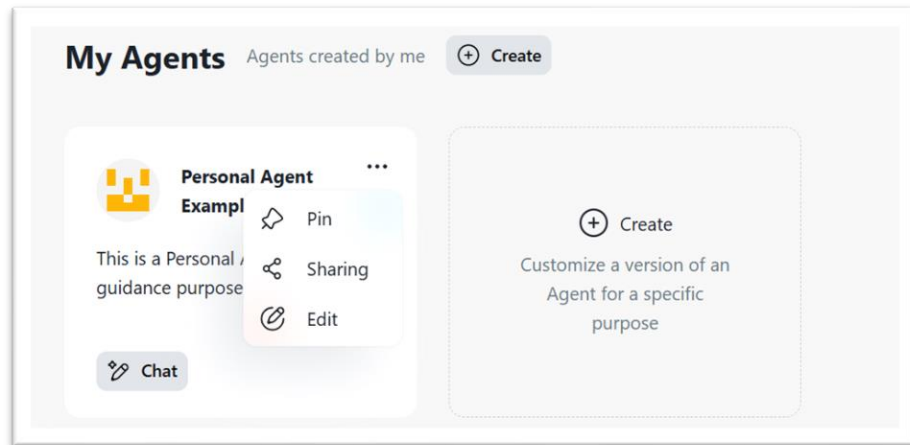 My Agents Agents created by me Create
Personal Agent
Exampl
Pin
This is a Personal
Sharing
guidance purpose
Edit
Chat
Create
Customize a version of an
Agent for a specific
purpose